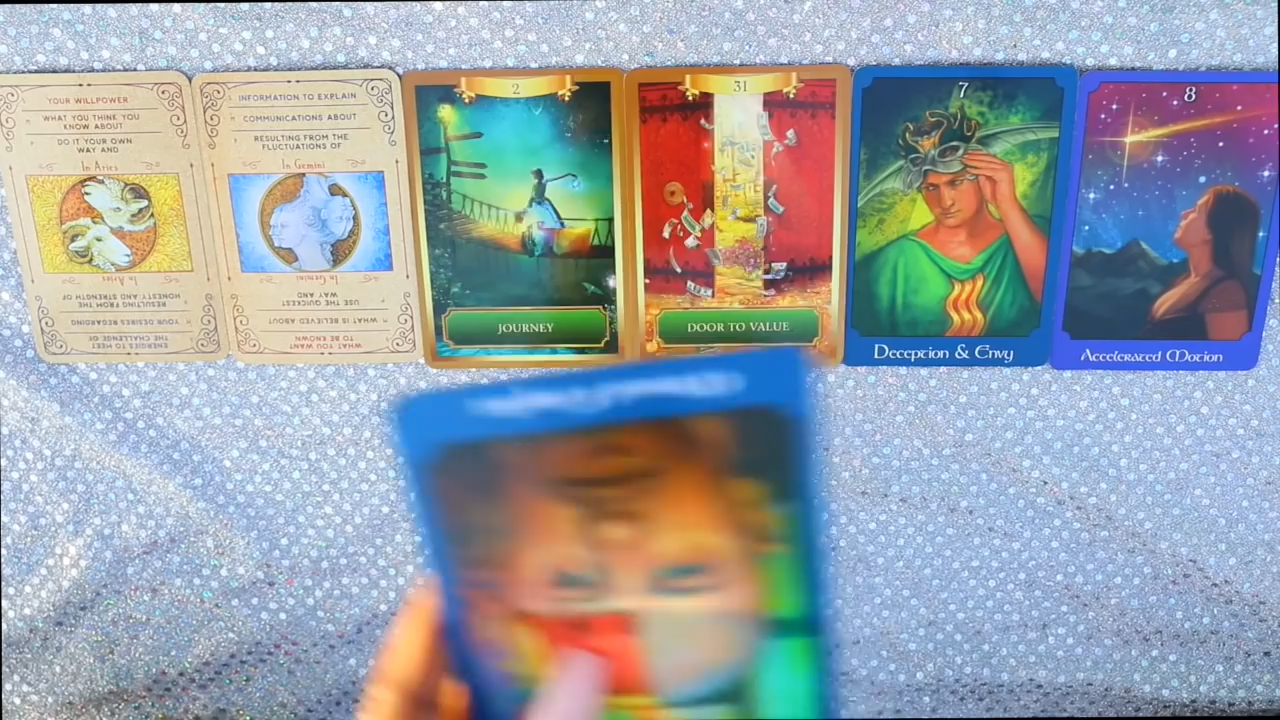 YOUR WILLPOWER
WHAT YOU THINK YOU
KNOW ABOUT
DO IT YOUR OWN
WAY AND
In Aries
In Aries
RESULTING FROM THE
HONESTY AND STRENGTH OF
YOUR DESIRES REGARDING
ENERGIES TO MEET
THE CHALLENGE OF
INFORMATION TO EXPLAIN
COMMUNICATIONS ABOUT
RESULTING FROM THE
FLUCTUATIONS OF
In Gemini
In Gemini
USE THE QUICKEST
WAY AND
WHAT IS BELIEVED ABOUT
WHAT YOU WANT
TO BE KNOWN
2
JOURNEY
31
DOOR TO VALUE
7
Deception & Envy
8
Accelerated Motion